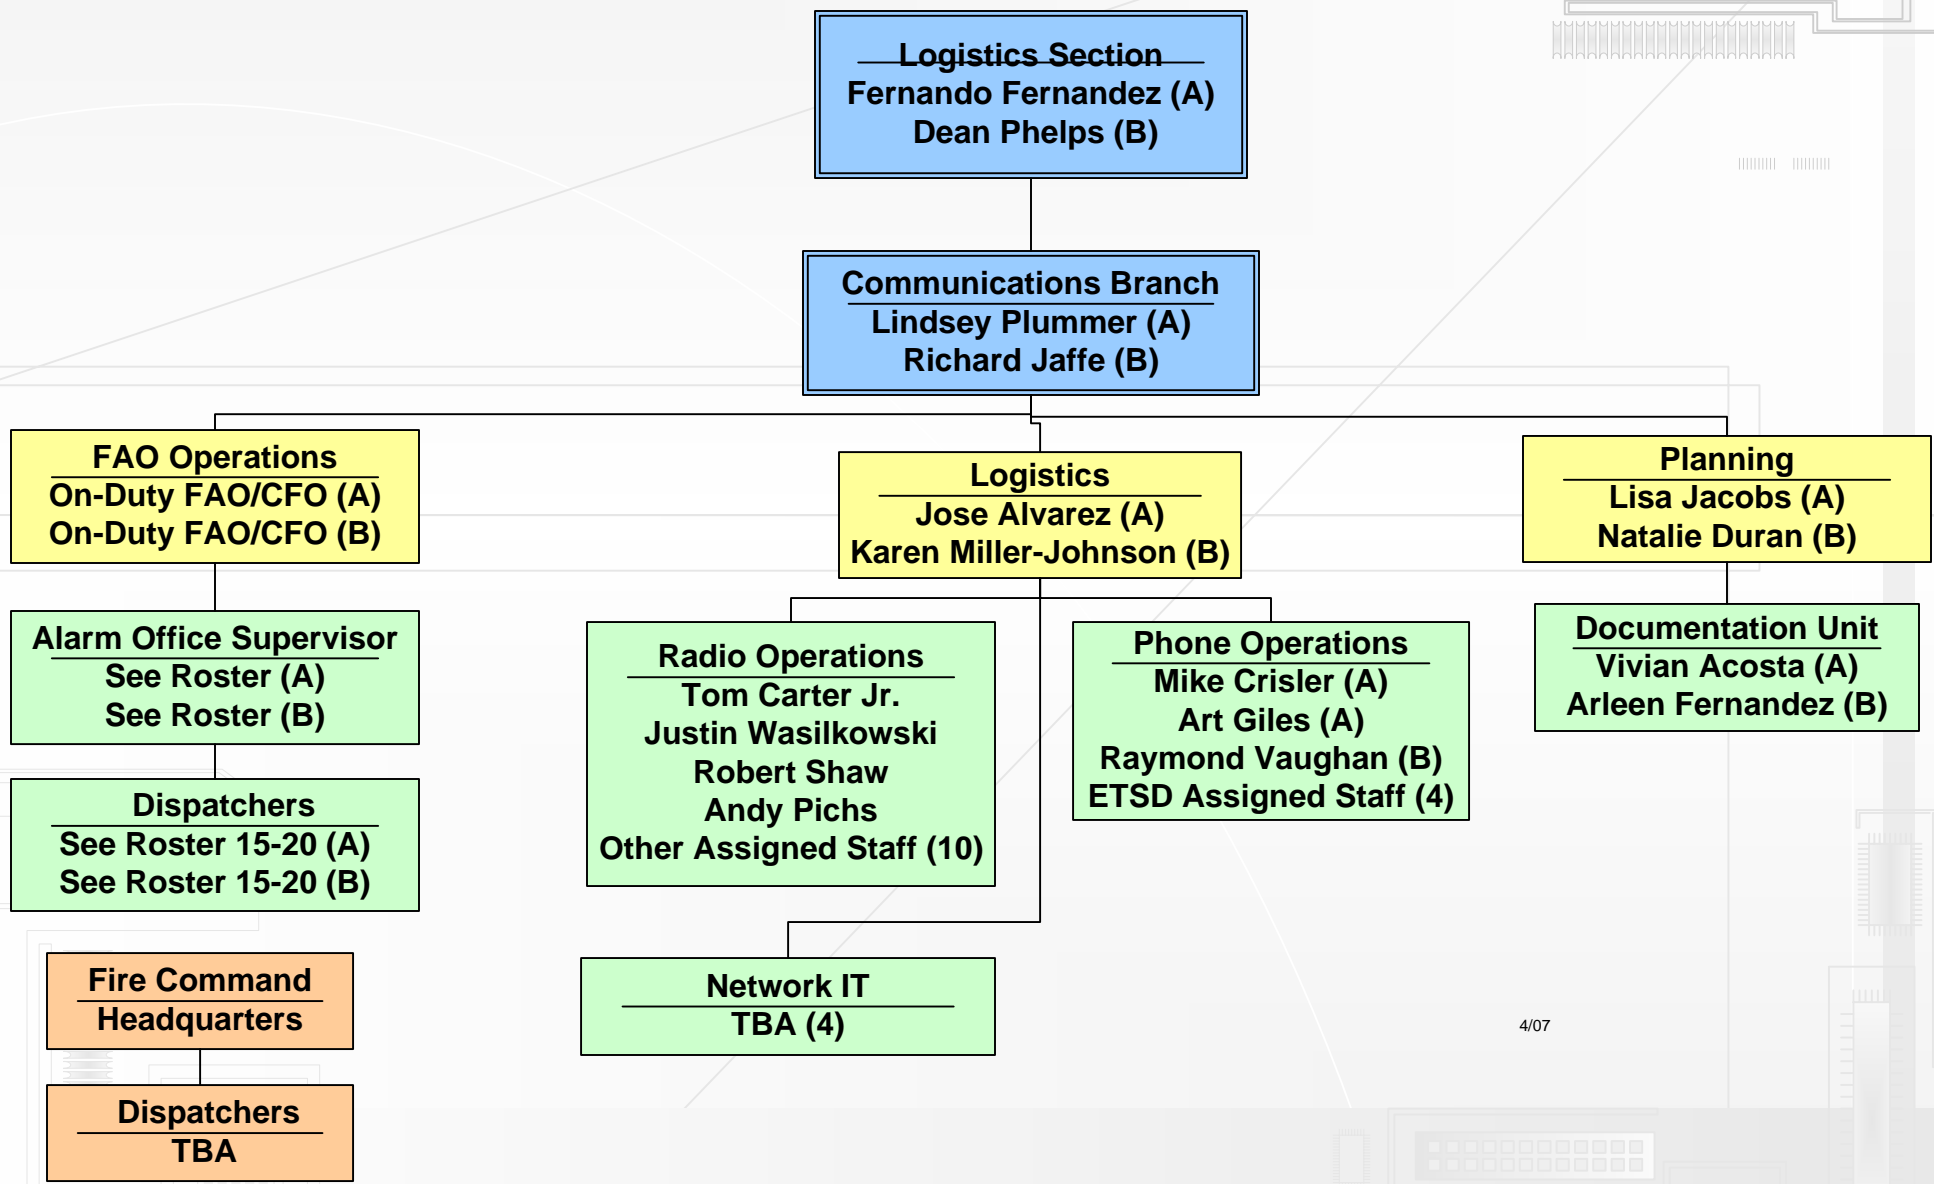 Logistics Section
Fernando Fernandez (A)
Dean Phelps (B)
Communications Branch
Lindsey Plummer (A)
Richard Jaffe (B)
FAO Operations
On-Duty FAO/CFO (A)
On-Duty FAO/CFO (B)
Logistics
Jose Alvarez (A)
Karen Miller-Johnson (B)
Planning
Lisa Jacobs (A)
Natalie Duran (B)
Alarm Office Supervisor
See Roster (A)
See Roster (B)
Radio Operations
Tom Carter Jr.
Justin Wasilkowski
Robert Shaw
Andy Pichs
Other Assigned Staff (10)
Phone Operations
Mike Crisler (A)
Art Giles (A)
Raymond Vaughan (B)
ETSD Assigned Staff (4)
Documentation Unit
Vivian Acosta (A)
Arleen Fernandez (B)
Dispatchers
See Roster 15-20 (A)
See Roster 15-20 (B)
Fire Command
Headquarters
Network IT
TBA (4)
4/07
Dispatchers
TBA